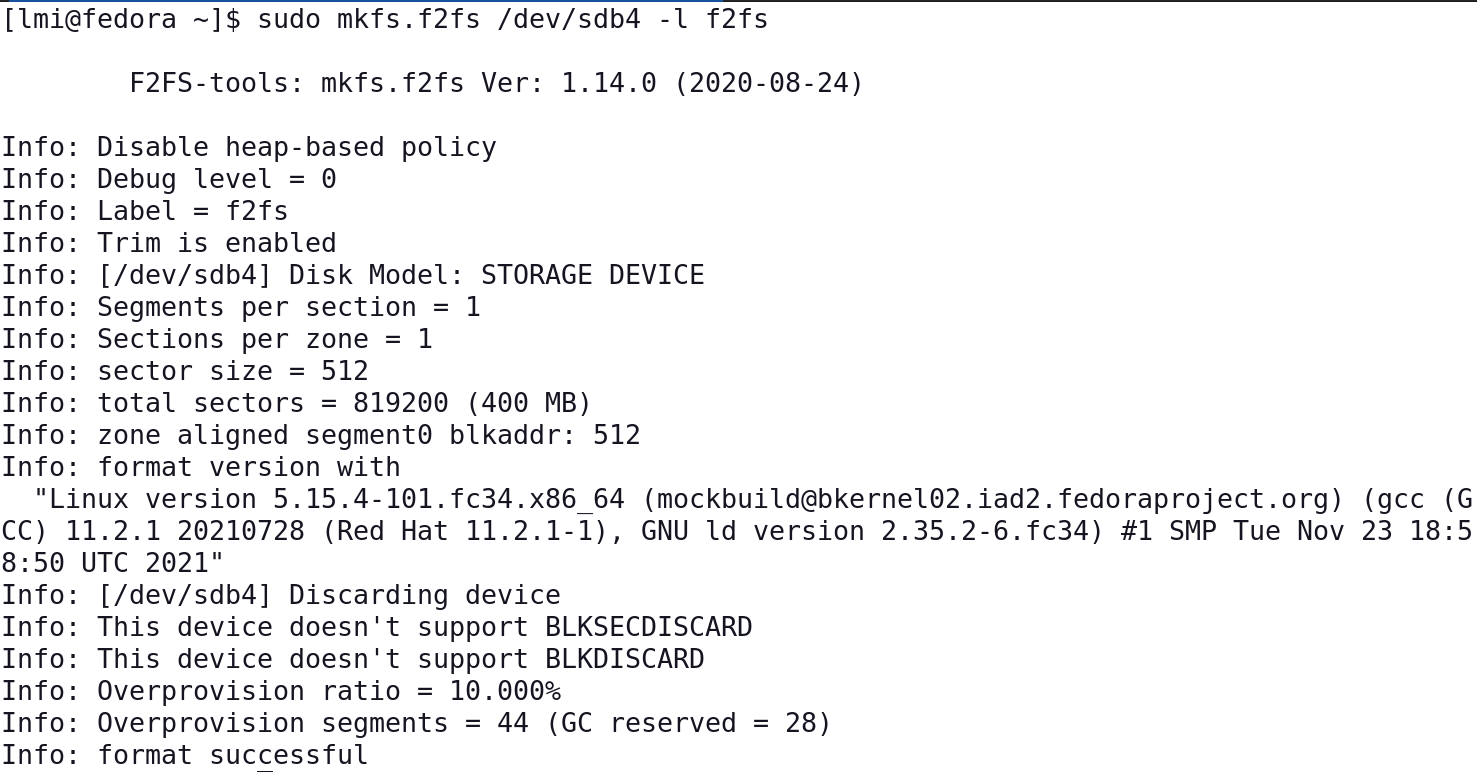 [lmi@fedora ~]$ sudo mkfs.f2fs /dev/sdb4 -l f2fs
F2FS-tools: mkfs.f2fs Ver: 1.14.0 (2020-08-24)
Info: Disable heap-based policy
Info: Debug level = 0
Info: Label = f2fs
Info: Trim is enabled
Info: [/dev/sdb4] Disk Model: STORAGE DEVICE
Info: Segments per section = 1
Info: Sections per zone = 1
Info: sector size = 512
Info: total sectors = 819200 (400 MB)
Info: zone aligned segment0 blkaddr: 512
Info: format version with
  "Linux version 5.15.4-101.fc34.x86_64 (mockbuild@bkernel02.iad2.fedoraproject.org) (gcc (G
CC) 11.2.1 20210728 (Red Hat 11.2.1-1), GNU ld version 2.35.2-6.fc34) #1 SMP Tue Nov 23 18:5
8:50 UTC 2021"
Info: [/dev/sdb4] Discarding device
Info: This device doesn't support BLKSECDISCARD
Info: This device doesn't support BLKDISCARD
Info: Overprovision ratio = 10.000%
Info: Overprovision segments = 44 (GC reserved = 28)
Info: format successful